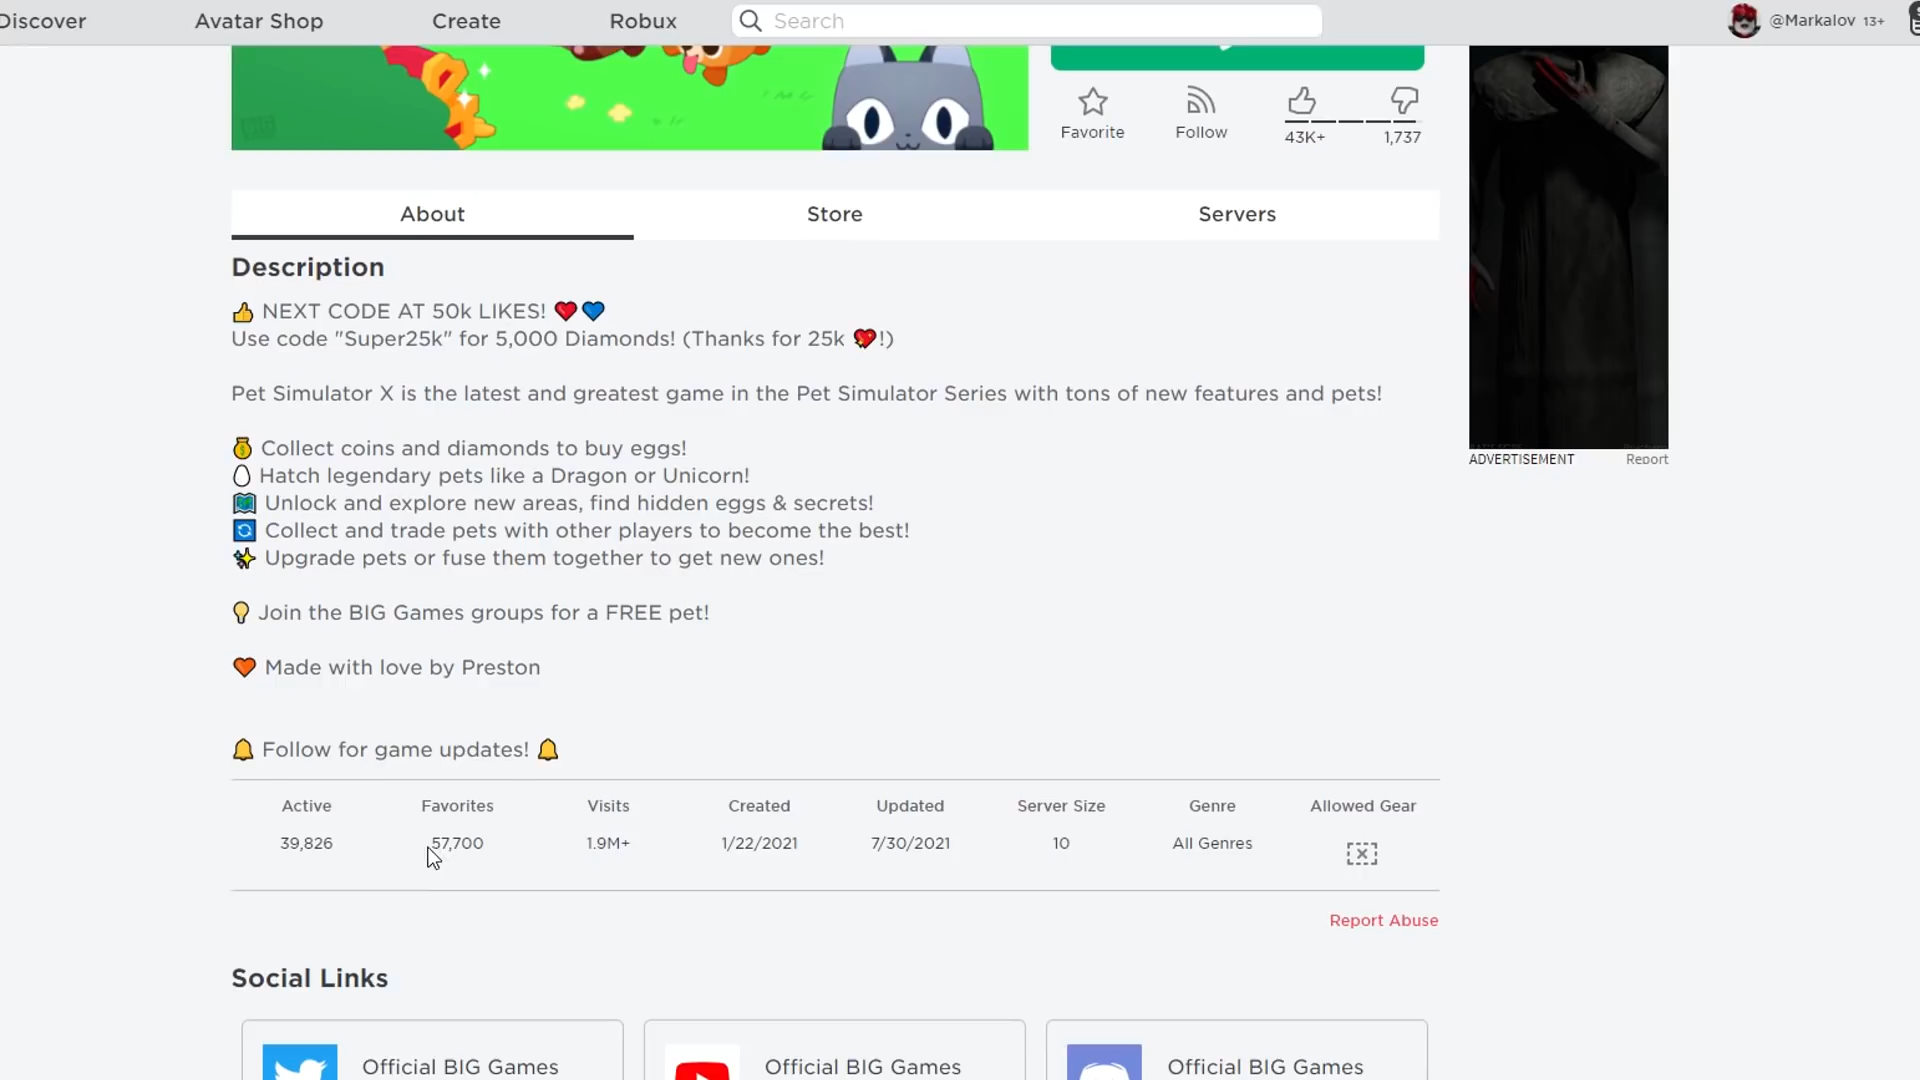 Discover Avatar Shop Create Robux Search @Markalov 13+
Favorite Follow 43K+ 1,737
About Store Servers
Description
👍 NEXT CODE AT 50k LIKES! ❤️💙
Use code "Super25k" for 5,000 Diamonds! (Thanks for 25k 💖!)
Pet Simulator X is the latest and greatest game in the Pet Simulator Series with tons of new features and pets!
💰 Collect coins and diamonds to buy eggs!
🥚 Hatch legendary pets like a Dragon or Unicorn!
🗺️ Unlock and explore new areas, find hidden eggs & secrets!
🔄 Collect and trade pets with other players to become the best!
✨ Upgrade pets or fuse them together to get new ones!
💡 Join the BIG Games groups for a FREE pet!
🧡 Made with love by Preston
🔔 Follow for game updates! 🔔
ADVERTISEMENT Report
Active Favorites Visits Created Updated Server Size Genre Allowed Gear
39,826 57,700 1.9M+ 1/22/2021 7/30/2021 10 All Genres
Report Abuse
Social Links
Official BIG Games Official BIG Games Official BIG Games